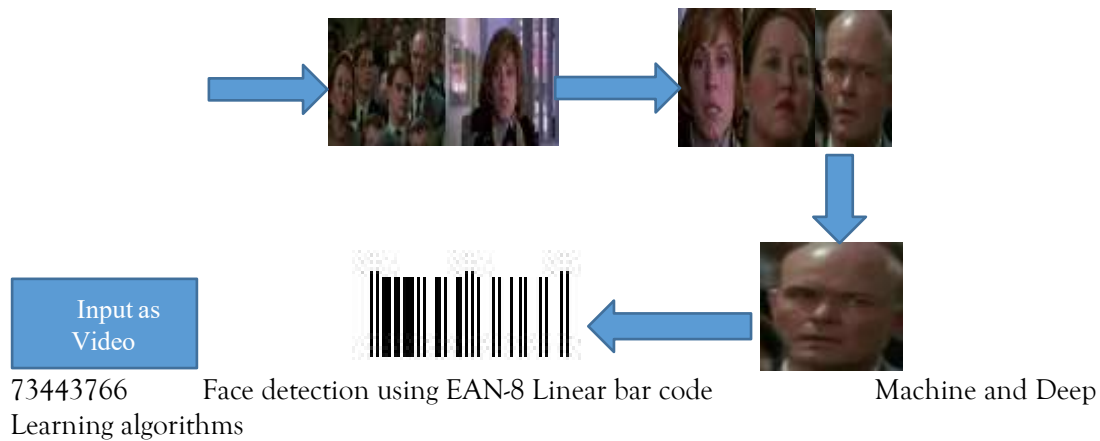 Input as
Video
73443766 Face detection using EAN-8 Linear bar code Machine and Deep
Learning algorithms